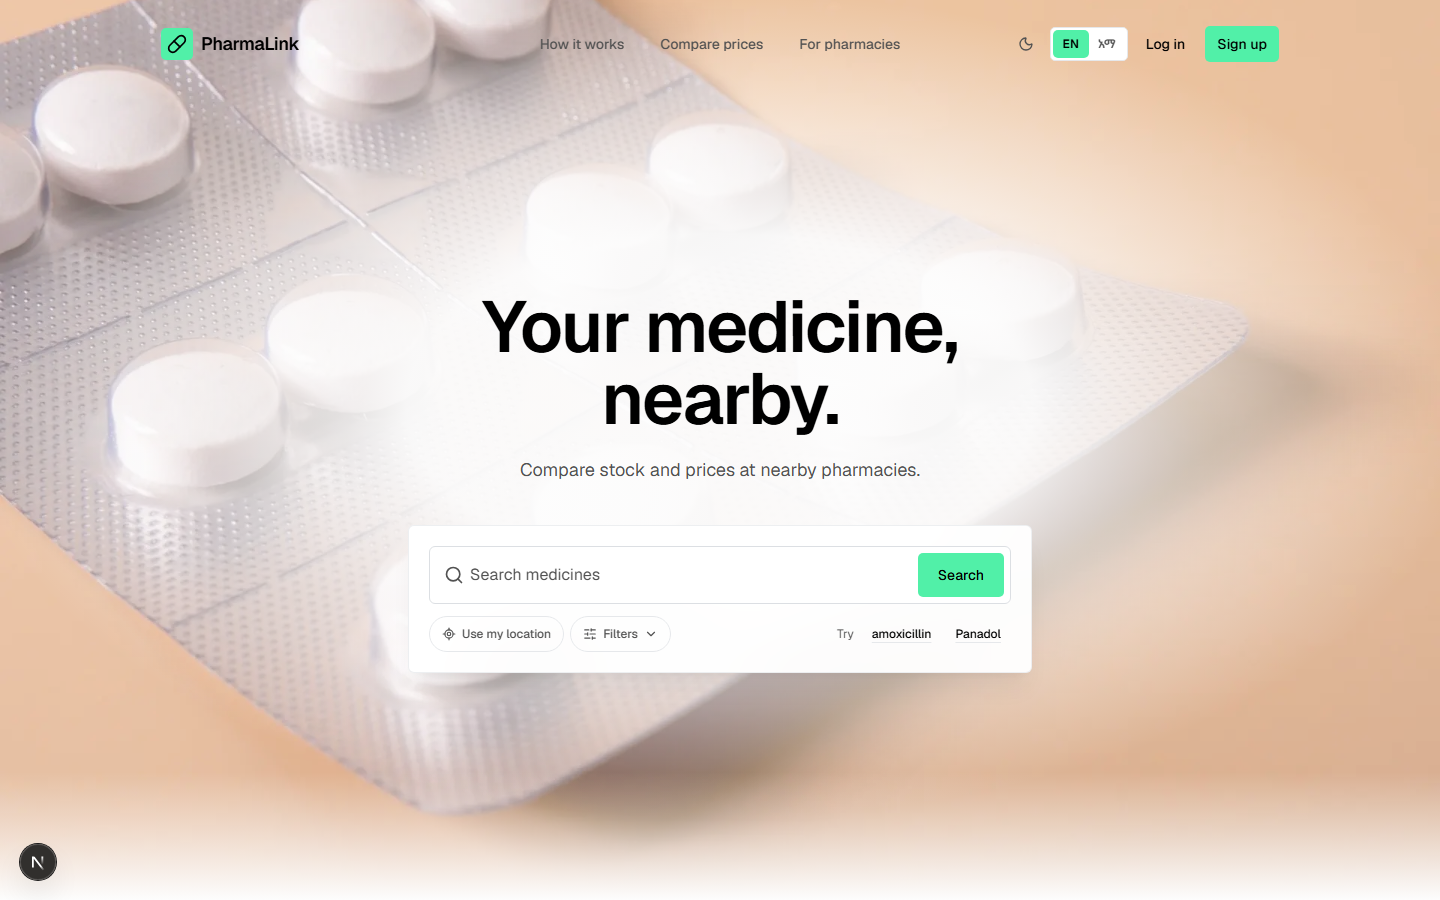 PharmaLink
How it works
Compare prices
For pharmacies
EN
አማ
Log in
Sign up
Your medicine,
nearby.
Compare stock and prices at nearby pharmacies.
Search medicines
Search
Use my location
Filters
Try
amoxicillin
Panadol
N